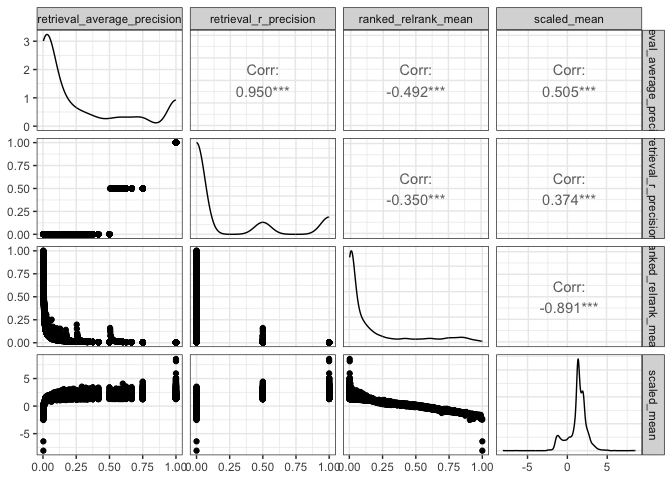 retrieval_average_precision retrieval_r_precision ranked_relrank_mean scaled_mean
3
2
1
0
Corr:
0.950***
Corr:
-0.492***
Corr:
0.505***
eval_average_preci
1.00
0.75
0.50
0.25
0.00
Corr:
-0.350***
Corr:
0.374***
retrieval_r_precision
1.00
0.75
0.50
0.25
0.00
Corr:
-0.891***
anked_relrank_mea
5
0
-5
scaled_mean
0.00 0.25 0.50 0.75 1.00 0.00 0.25 0.50 0.75 1.00 0.00 0.25 0.50 0.75 1.00 -5 0 5